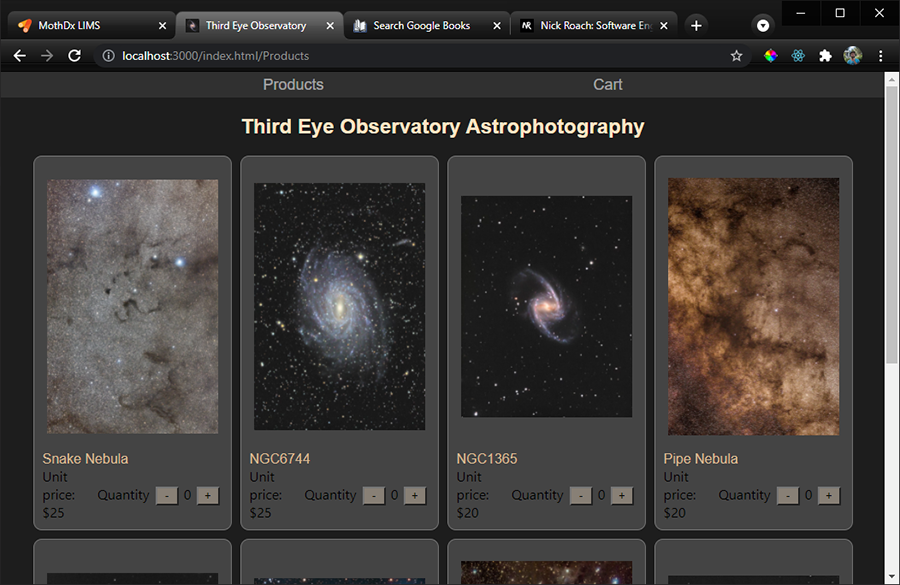 MothDx LIMS
Third Eye Observatory
Search Google Books
NR Nick Roach: Software Eng
localhost:3000/index.html/Products
Products Cart
Third Eye Observatory Astrophotography
Snake Nebula
Unit
price:
$25
Quantity - 0 +
NGC6744
Unit
price:
$25
Quantity - 0 +
NGC1365
Unit
price:
$20
Quantity - 0 +
Pipe Nebula
Unit
price:
$20
Quantity - 0 +